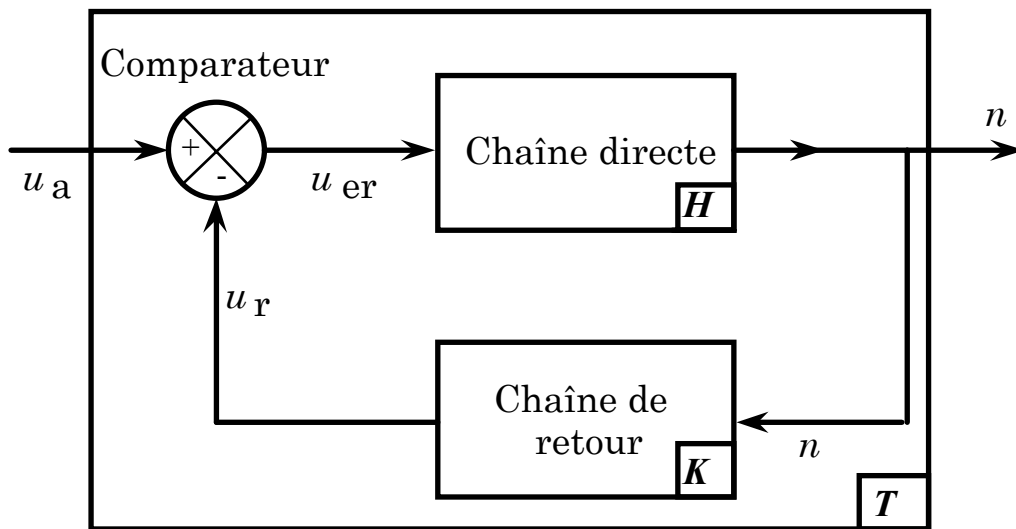 Comparateur
n
+
-
Chaîne directe
u a
u er
H
u r
Chaîne de
retour
n
K
T